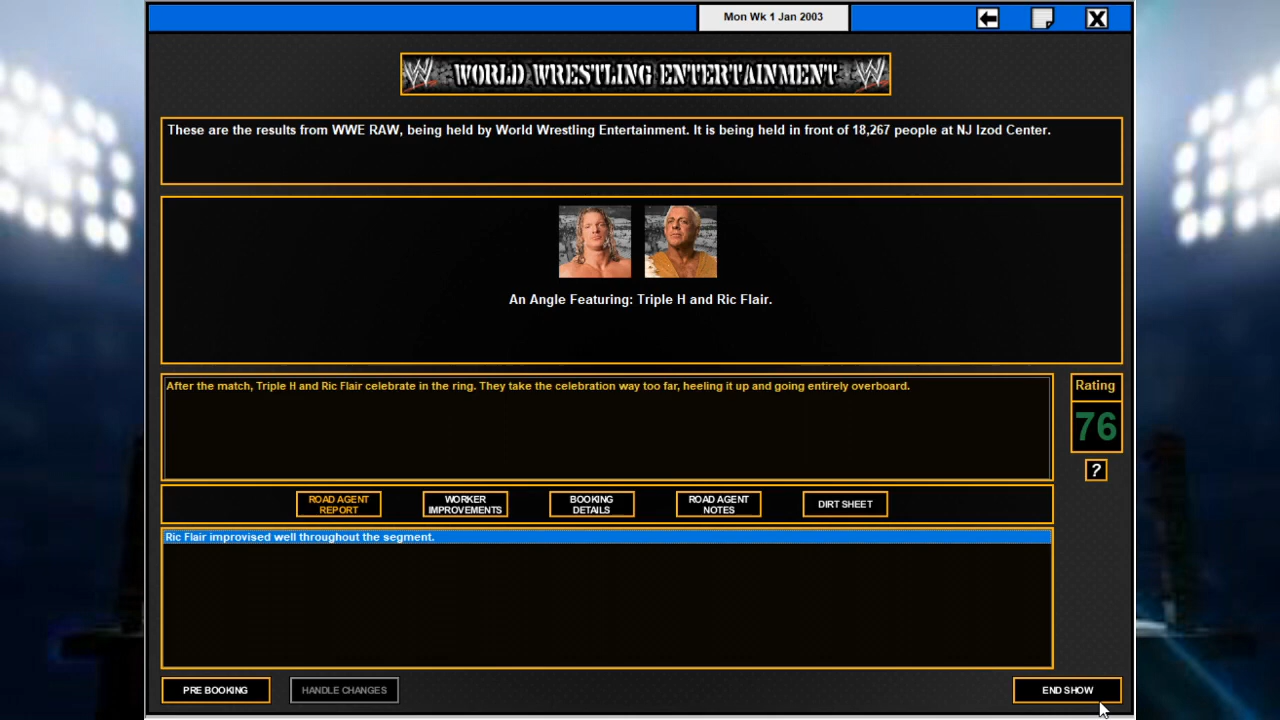 Mon Wk 1 Jan 2003
WORLD WRESTLING ENTERTAINMENT
These are the results from WWE RAW, being held by World Wrestling Entertainment. It is being held in front of 18,267 people at NJ Izod Center.
An Angle Featuring: Triple H and Ric Flair.
After the match, Triple H and Ric Flair celebrate in the ring. They take the celebration way too far, heeling it up and going entirely overboard.
Rating
76
?
ROAD AGENT REPORT
WORKER IMPROVEMENTS
BOOKING DETAILS
ROAD AGENT NOTES
DIRT SHEET
Ric Flair improvised well throughout the segment.
PRE BOOKING
HANDLE CHANGES
END SHOW